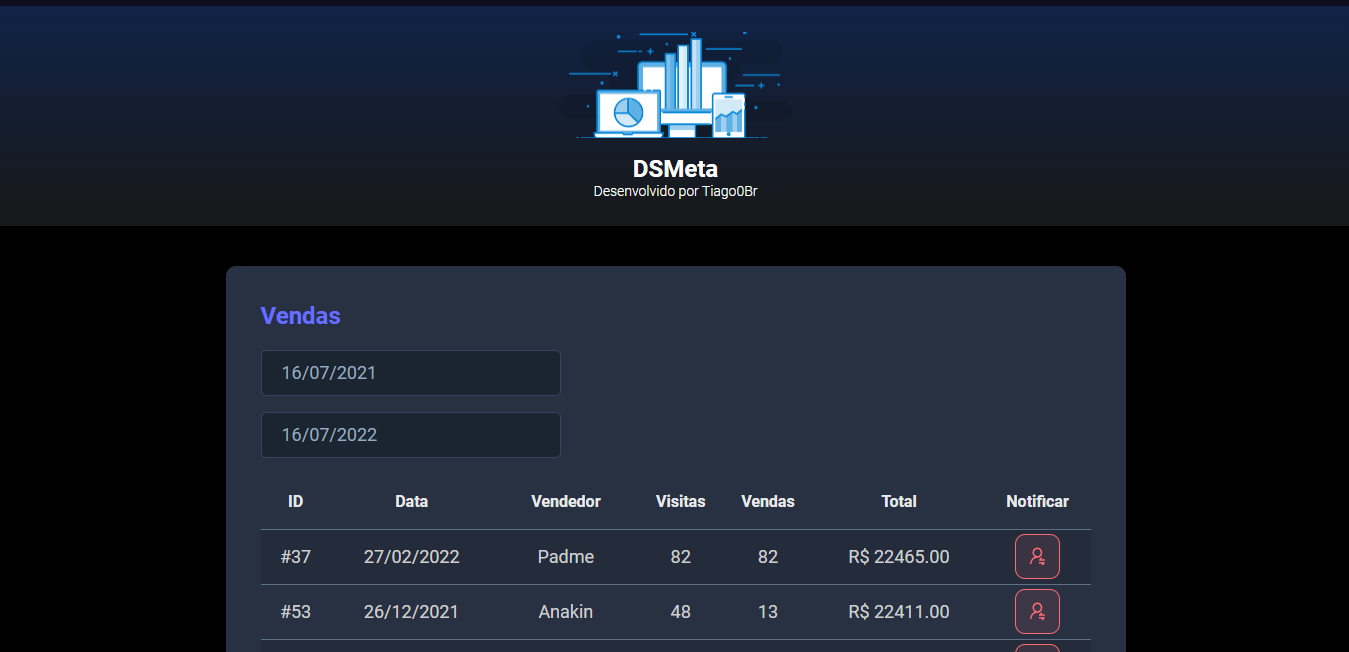 DSMeta
Desenvolvido por Tiago0Br
Vendas
16/07/2021
16/07/2022
ID Data Vendedor Visitas Vendas Total Notificar
#37 27/02/2022 Padme 82 82 R$ 22465.00
#53 26/12/2021 Anakin 48 13 R$ 22411.00